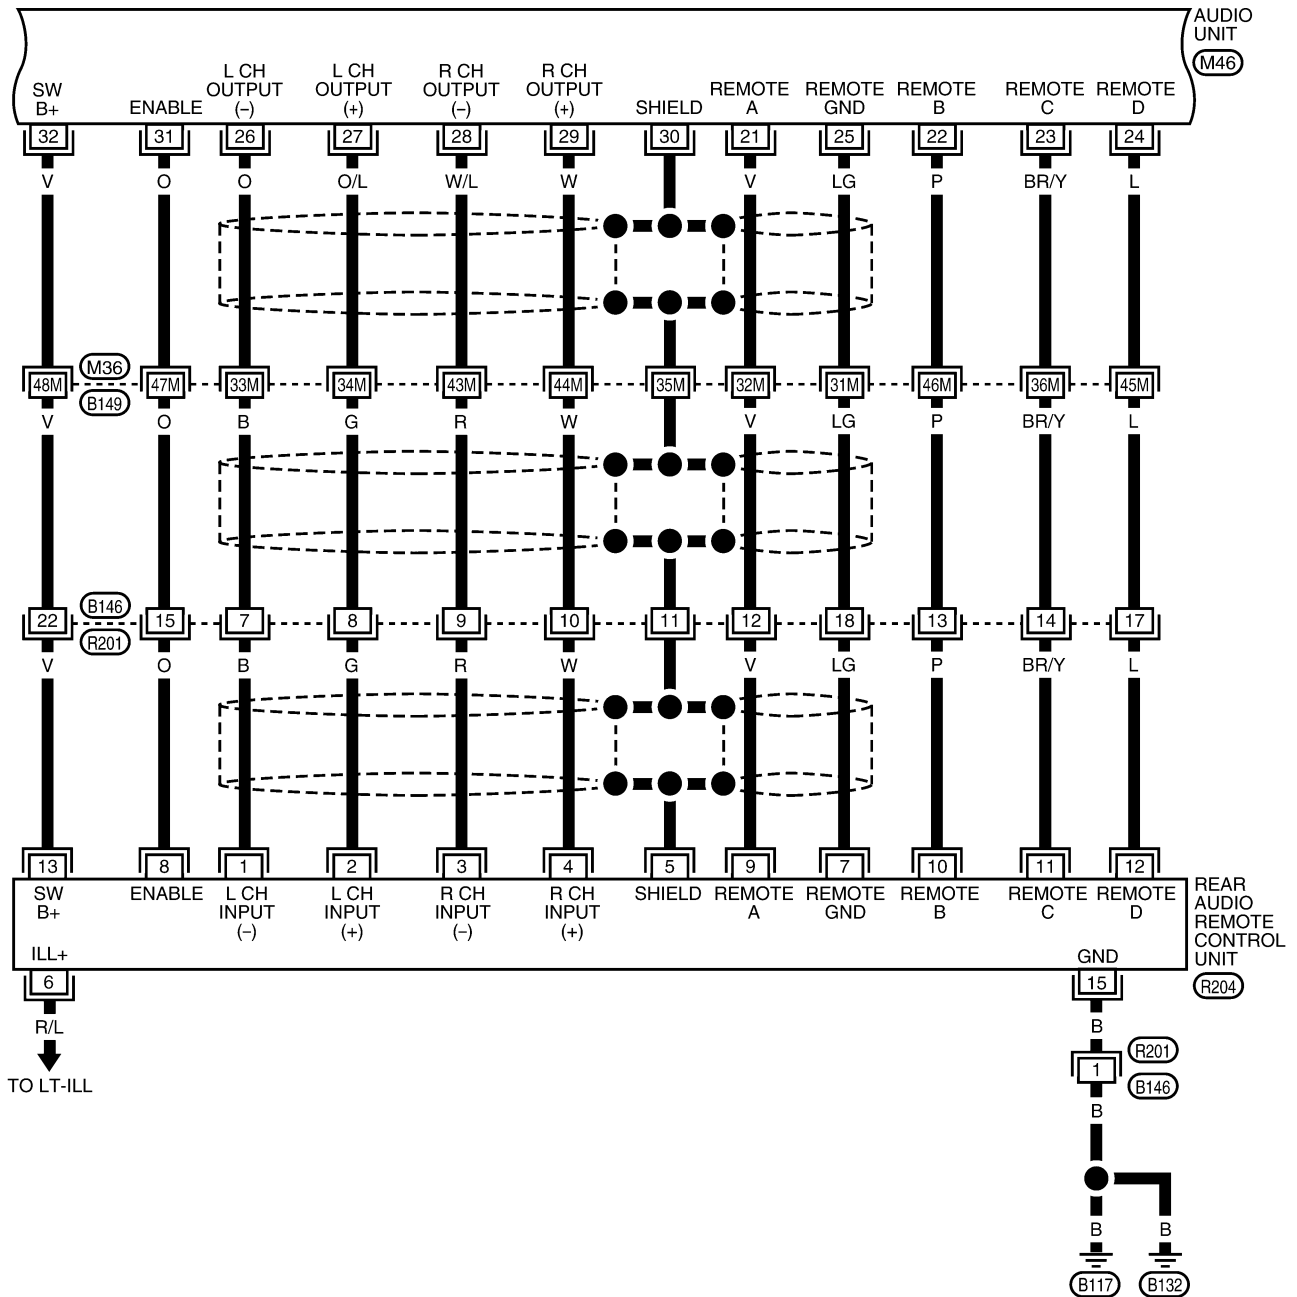 AUDIO
UNIT
M46
SW
B+
ENABLE
L CH
OUTPUT
(–)
L CH
OUTPUT
(+)
R CH
OUTPUT
(–)
R CH
OUTPUT
(+)
SHIELD
REMOTE
A
REMOTE
GND
REMOTE
B
REMOTE
C
REMOTE
D
32 31 26 27 28 29 30 21 25 22 23 24
V O O O/L W/L W V LG P BR/Y L
M36
48M 47M 33M 34M 43M 44M 35M 32M 31M 46M 36M 45M
B149
V O B G R W V LG P BR/Y L
B146
22 15 7 8 9 10 11 12 18 13 14 17
R201
V O B G R W V LG P BR/Y L
13 8 1 2 3 4 5 9 7 10 11 12
SW
B+
ENABLE
L CH
INPUT
(–)
L CH
INPUT
(+)
R CH
INPUT
(–)
R CH
INPUT
(+)
SHIELD
REMOTE
A
REMOTE
GND
REMOTE
B
REMOTE
C
REMOTE
D
REAR
AUDIO
REMOTE
CONTROL
UNIT
R204
ILL+
6
R/L
TO LT-ILL
GND
15
B
R201
1
B146
B
B B
B117 B132